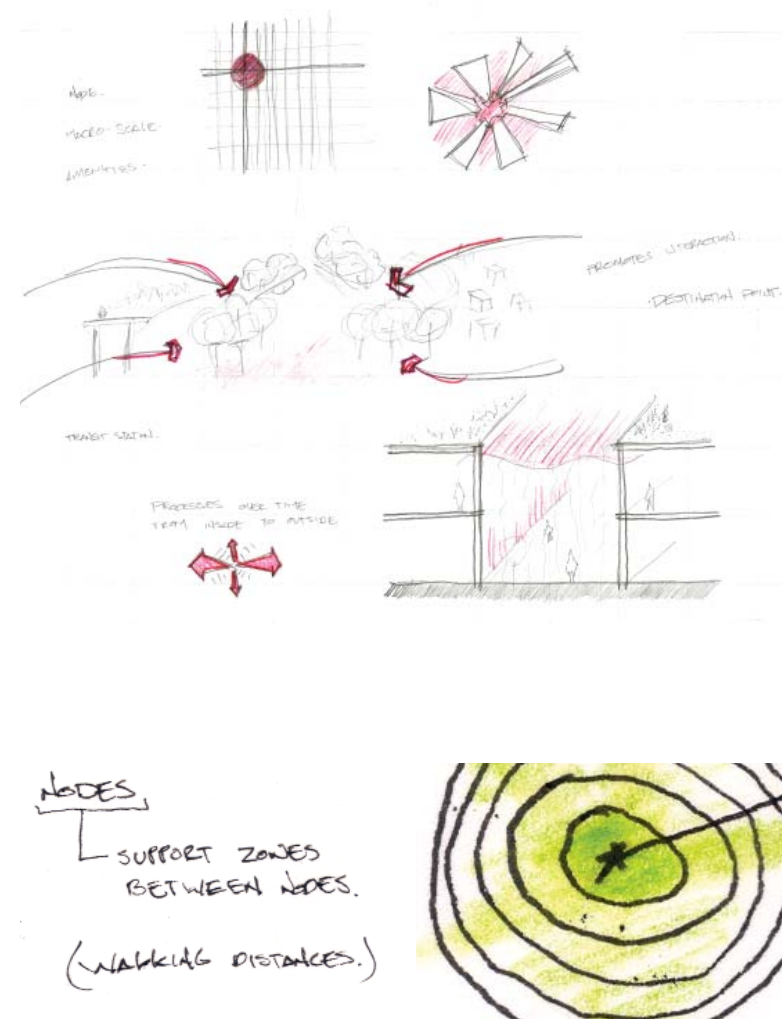 NODE.
MACRO-SCALE.
AMENITIES.
PROMOTES INTERACTION.
DESTINATION POINT.
TRANSIT STATION.
PROGRESSES OVER TIME
FROM INSIDE TO OUTSIDE
NODES
SUPPORT ZONES
BETWEEN NODES.
(WALKING DISTANCES.)